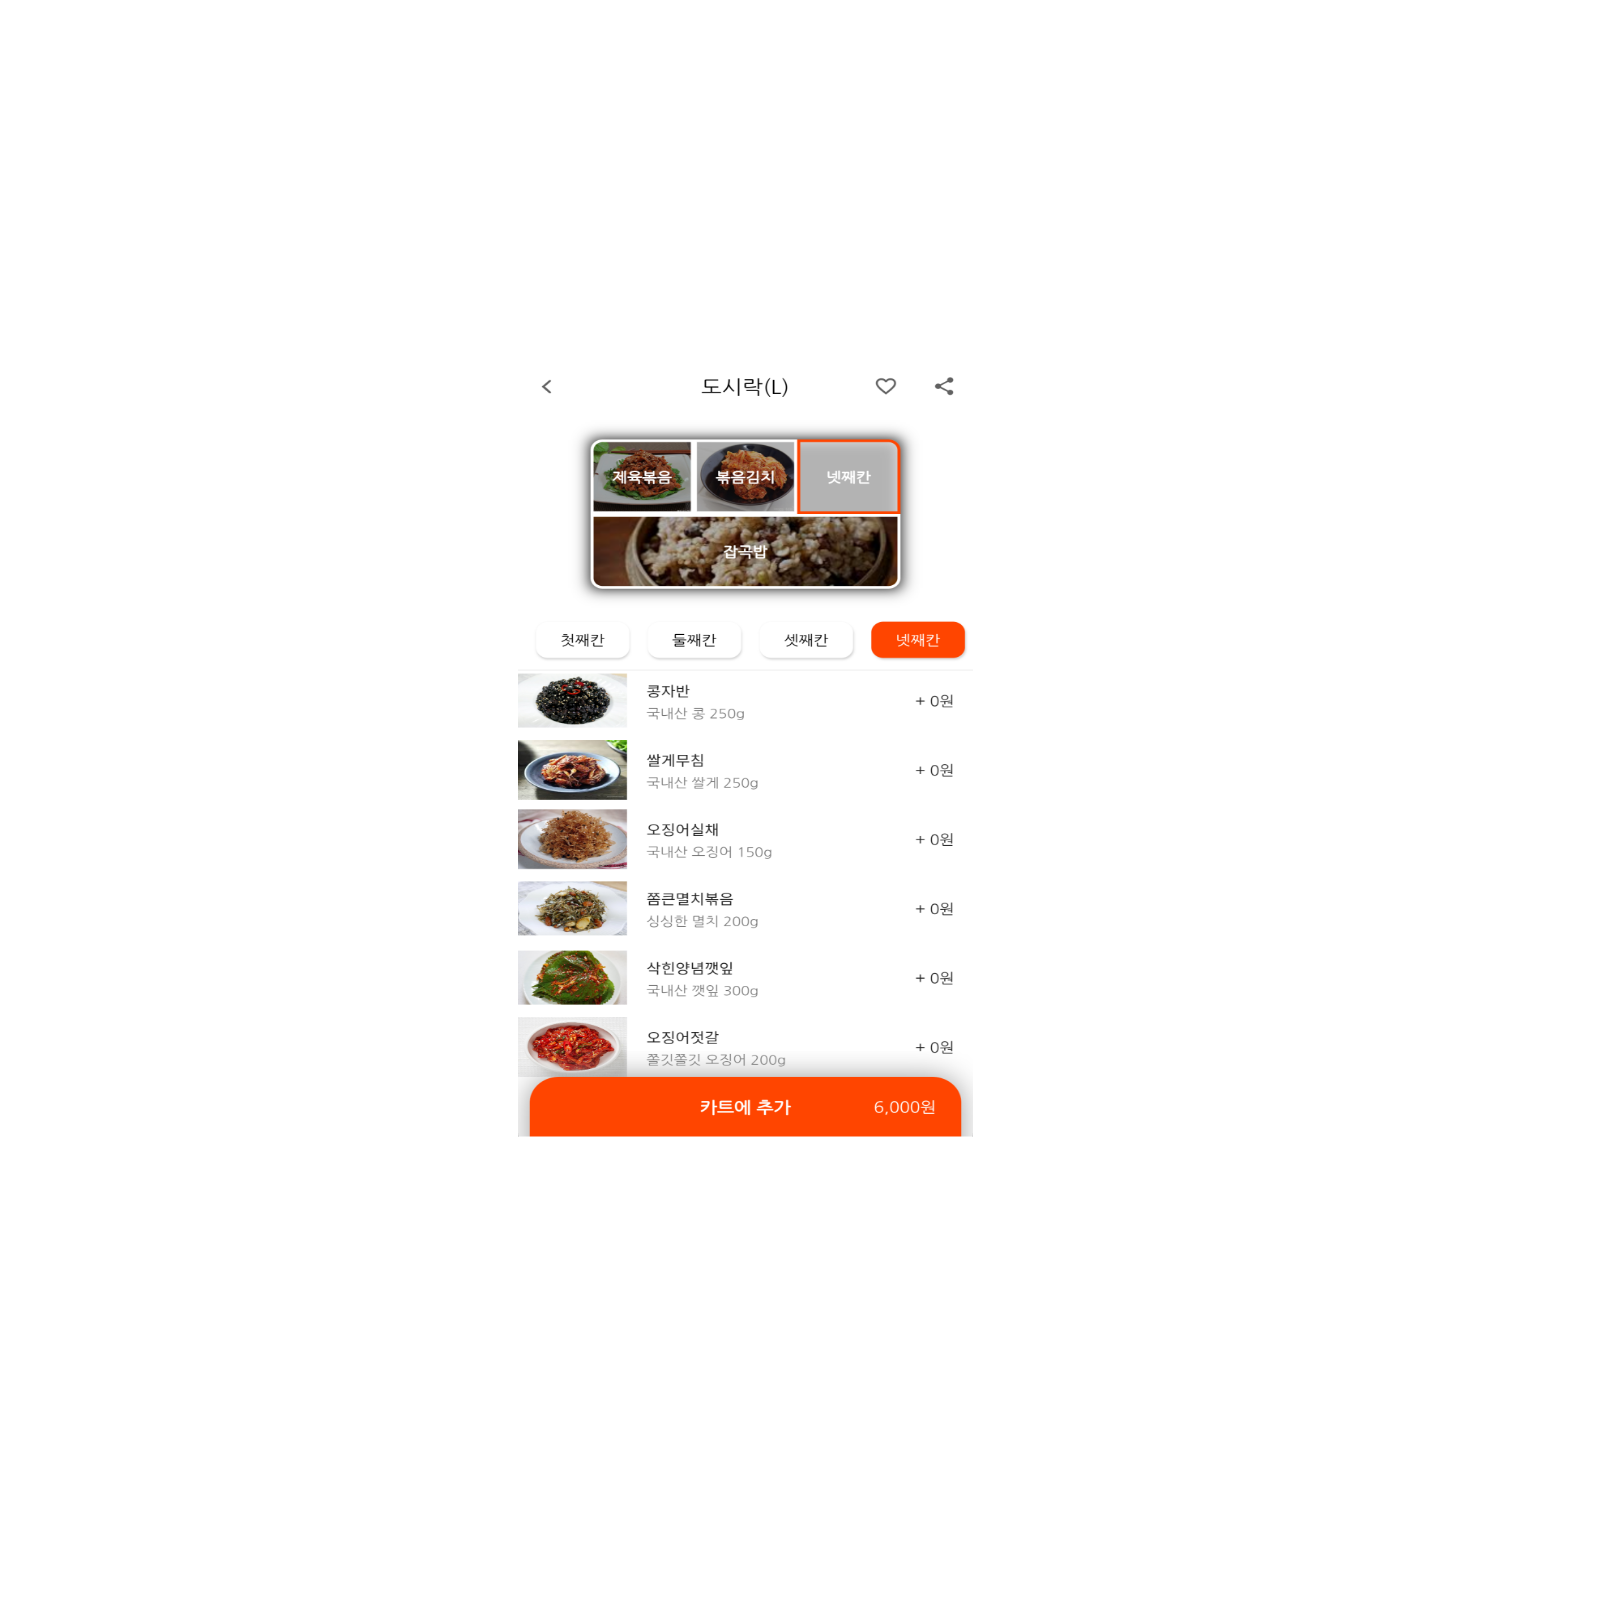 도시락(L)
제육볶음
볶음김치
넷째칸
잡곡밥
첫째칸
둘째칸
셋째칸
넷째칸
콩자반
국내산 콩 250g
+ 0원
쌀게무침
국내산 쌀게 250g
+ 0원
오징어실채
국내산 오징어 150g
+ 0원
쫌큰멸치볶음
싱싱한 멸치 200g
+ 0원
삭힌양념깻잎
국내산 깻잎 300g
+ 0원
오징어젓갈
쫄깃쫄깃 오징어 200g
+ 0원
카트에 추가
6,000원